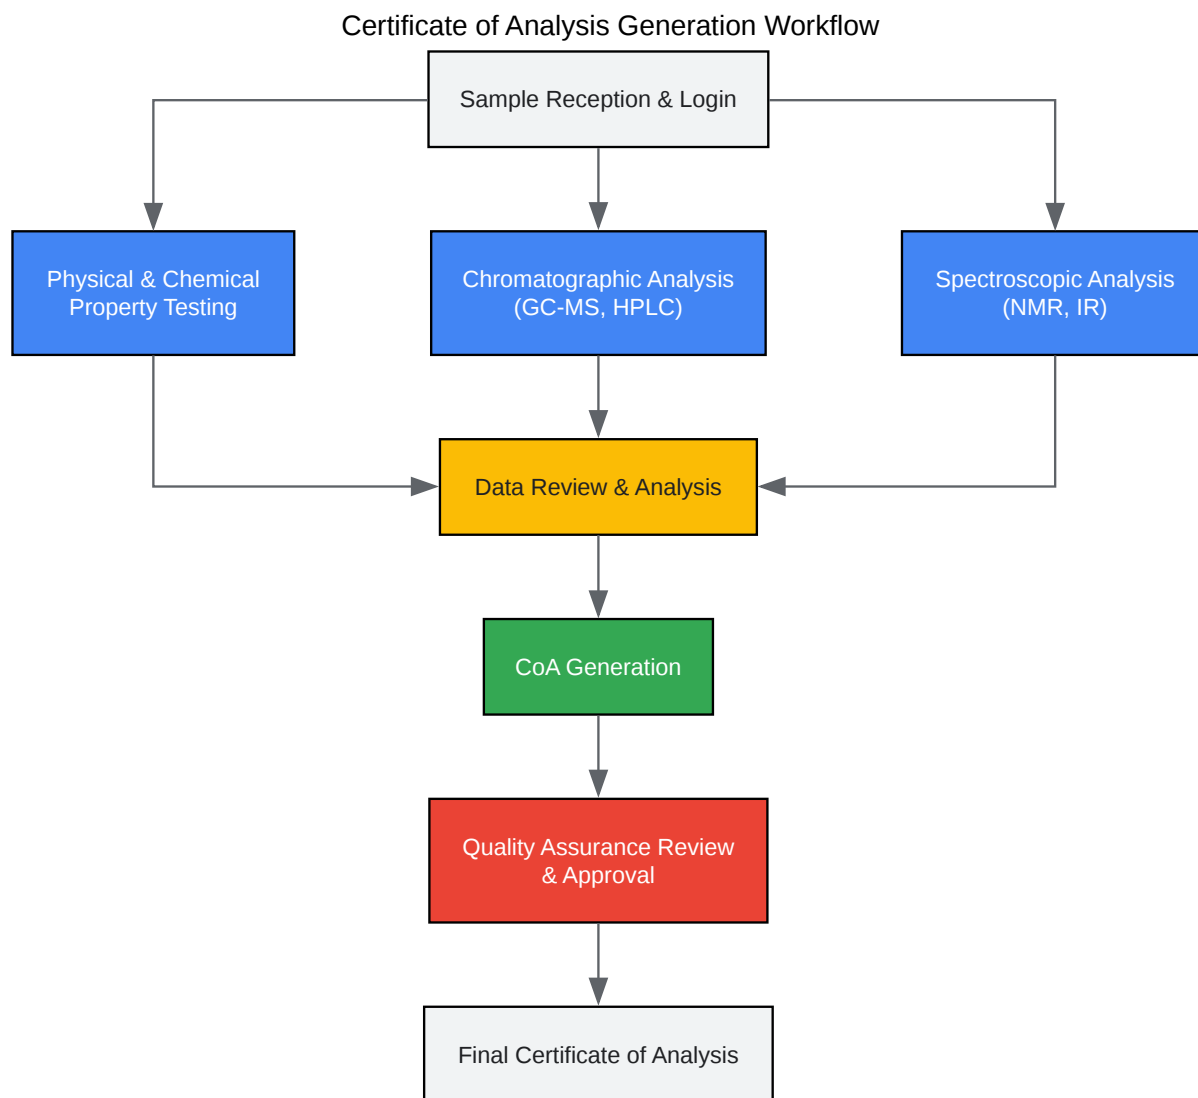 Certificate of Analysis Generation Workflow
Sample Reception & Login
Physical & Chemical
Property Testing
Chromatographic Analysis
(GC-MS, HPLC)
Spectroscopic Analysis
(NMR, IR)
Data Review & Analysis
CoA Generation
Quality Assurance Review
& Approval
Final Certificate of Analysis